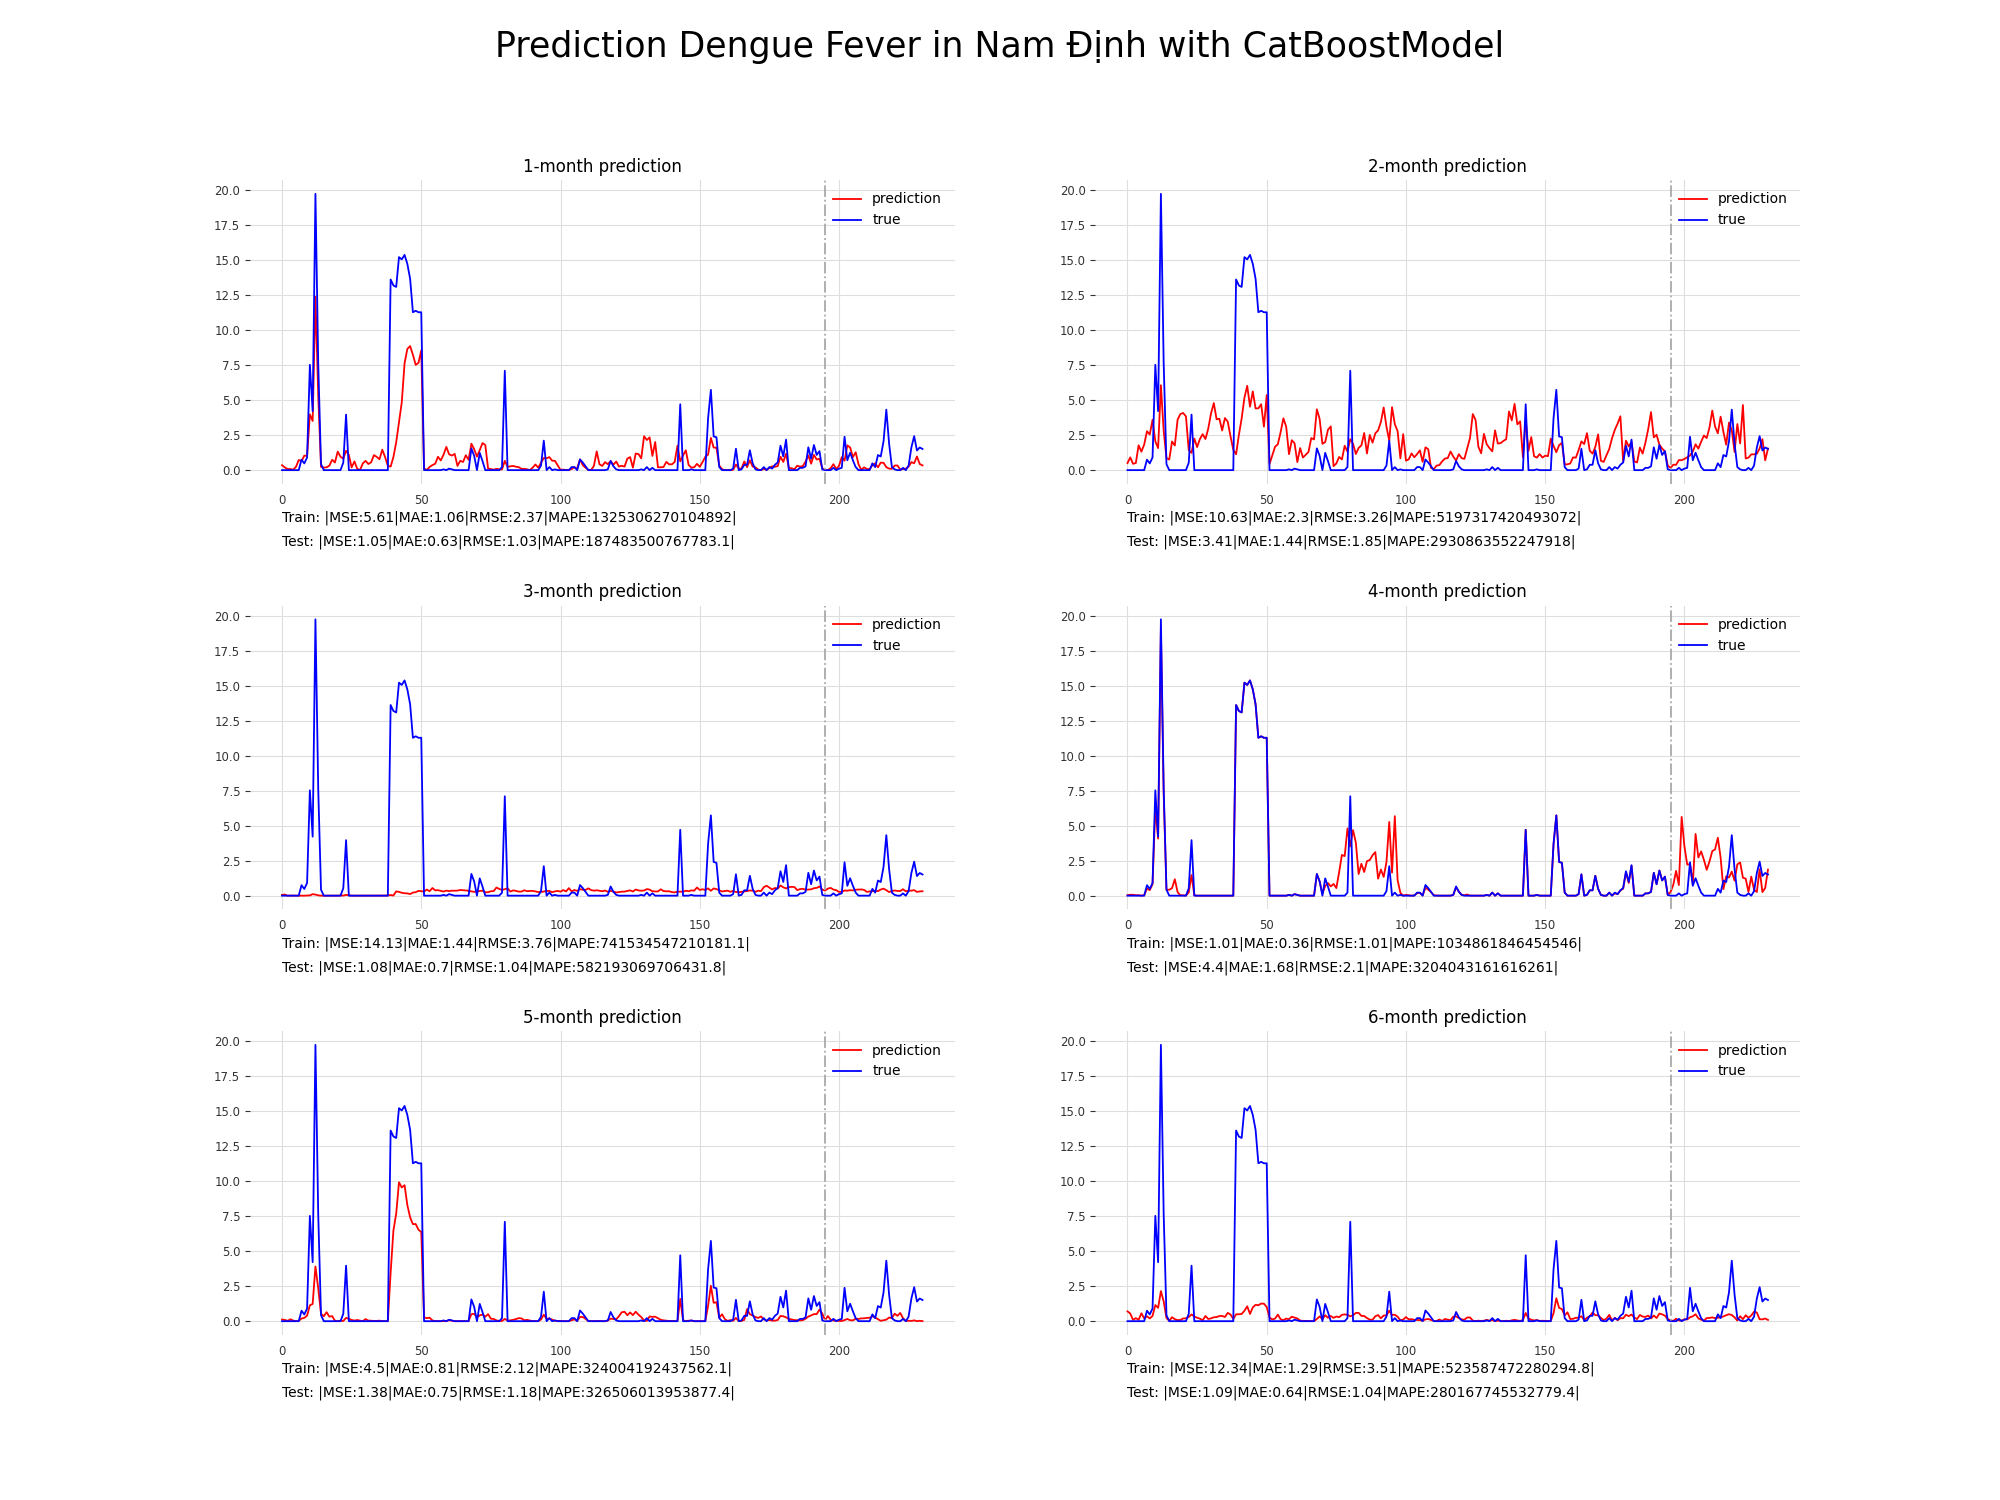 Prediction Dengue Fever in Nam Định with CatBoostModel
1-month prediction
20.0
17.5
15.0
12.5
10.0
7.5
5.0
2.5
0.0
prediction
true
0 50 100 150 200
Train: |MSE:5.61|MAE:1.06|RMSE:2.37|MAPE:1325306270104892|
Test: |MSE:1.05|MAE:0.63|RMSE:1.03|MAPE:187483500767783.1|
2-month prediction
20.0
17.5
15.0
12.5
10.0
7.5
5.0
2.5
0.0
prediction
true
0 50 100 150 200
Train: |MSE:10.63|MAE:2.3|RMSE:3.26|MAPE:5197317420493072|
Test: |MSE:3.41|MAE:1.44|RMSE:1.85|MAPE:2930863552247918|
3-month prediction
20.0
17.5
15.0
12.5
10.0
7.5
5.0
2.5
0.0
prediction
true
0 50 100 150 200
Train: |MSE:14.13|MAE:1.44|RMSE:3.76|MAPE:741534547210181.1|
Test: |MSE:1.08|MAE:0.7|RMSE:1.04|MAPE:582193069706431.8|
4-month prediction
20.0
17.5
15.0
12.5
10.0
7.5
5.0
2.5
0.0
prediction
true
0 50 100 150 200
Train: |MSE:1.01|MAE:0.36|RMSE:1.01|MAPE:1034861846454546|
Test: |MSE:4.4|MAE:1.68|RMSE:2.1|MAPE:3204043161616261|
5-month prediction
20.0
17.5
15.0
12.5
10.0
7.5
5.0
2.5
0.0
prediction
true
0 50 100 150 200
Train: |MSE:4.5|MAE:0.81|RMSE:2.12|MAPE:324004192437562.1|
Test: |MSE:1.38|MAE:0.75|RMSE:1.18|MAPE:326506013953877.4|
6-month prediction
20.0
17.5
15.0
12.5
10.0
7.5
5.0
2.5
0.0
prediction
true
0 50 100 150 200
Train: |MSE:12.34|MAE:1.29|RMSE:3.51|MAPE:523587472280294.8|
Test: |MSE:1.09|MAE:0.64|RMSE:1.04|MAPE:280167745532779.4|